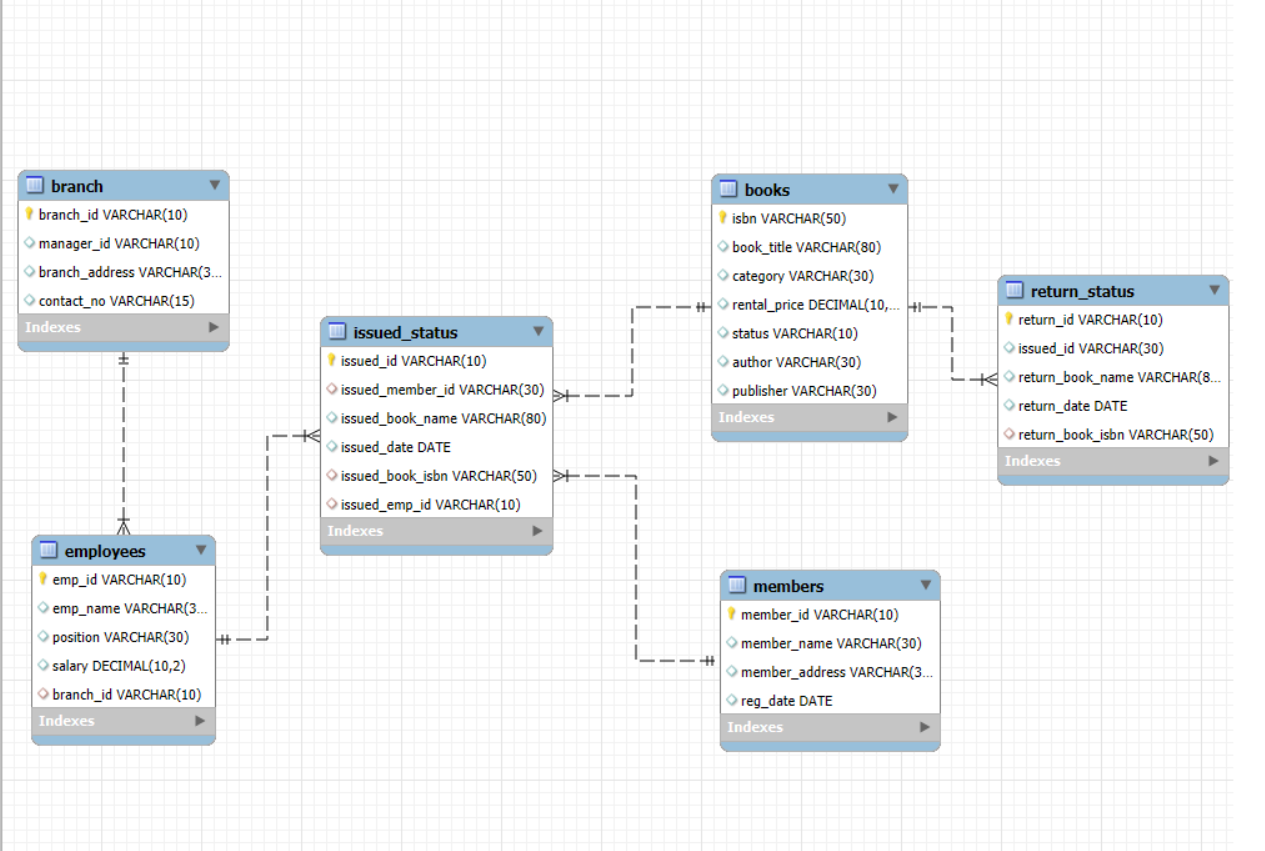 branch
branch_id VARCHAR(10)
manager_id VARCHAR(10)
branch_address VARCHAR(3...
contact_no VARCHAR(15)
Indexes
employees
emp_id VARCHAR(10)
emp_name VARCHAR(3...
position VARCHAR(30)
salary DECIMAL(10,2)
branch_id VARCHAR(10)
Indexes
issued_status
issued_id VARCHAR(10)
issued_member_id VARCHAR(30)
issued_book_name VARCHAR(80)
issued_date DATE
issued_book_isbn VARCHAR(50)
issued_emp_id VARCHAR(10)
Indexes
books
isbn VARCHAR(50)
book_title VARCHAR(80)
category VARCHAR(30)
rental_price DECIMAL(10,...
status VARCHAR(10)
author VARCHAR(30)
publisher VARCHAR(30)
Indexes
members
member_id VARCHAR(10)
member_name VARCHAR(30)
member_address VARCHAR(3...
reg_date DATE
Indexes
return_status
return_id VARCHAR(10)
issued_id VARCHAR(30)
return_book_name VARCHAR(8...
return_date DATE
return_book_isbn VARCHAR(50)
Indexes